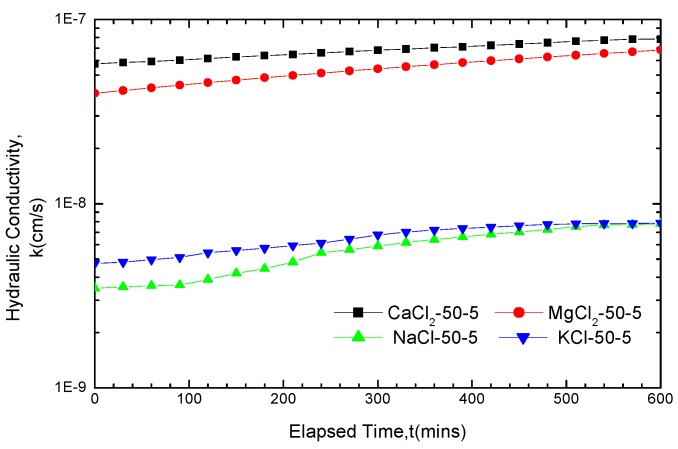 1E-7
1E-8
1E-9
Hydraulic Conductivity,
k(cm/s)
CaCl₂-50-5 MgCl₂-50-5
NaCl-50-5 KCl-50-5
0 100 200 300 400 500 600
Elapsed Time,t(mins)